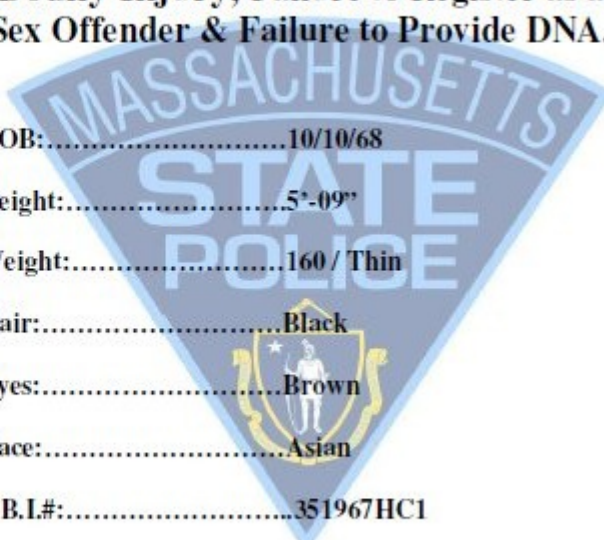 Sex Offender & Failure to Provide DNA.
MASSACHUSETTS
STATE
POLICE
OB:..........................10/10/68
eight:........................5'-09”
eight:.......................160 / Thin
air:..........................Black
yes:..........................Brown
ace:..........................Asian
B.I.#:........................351967HC1